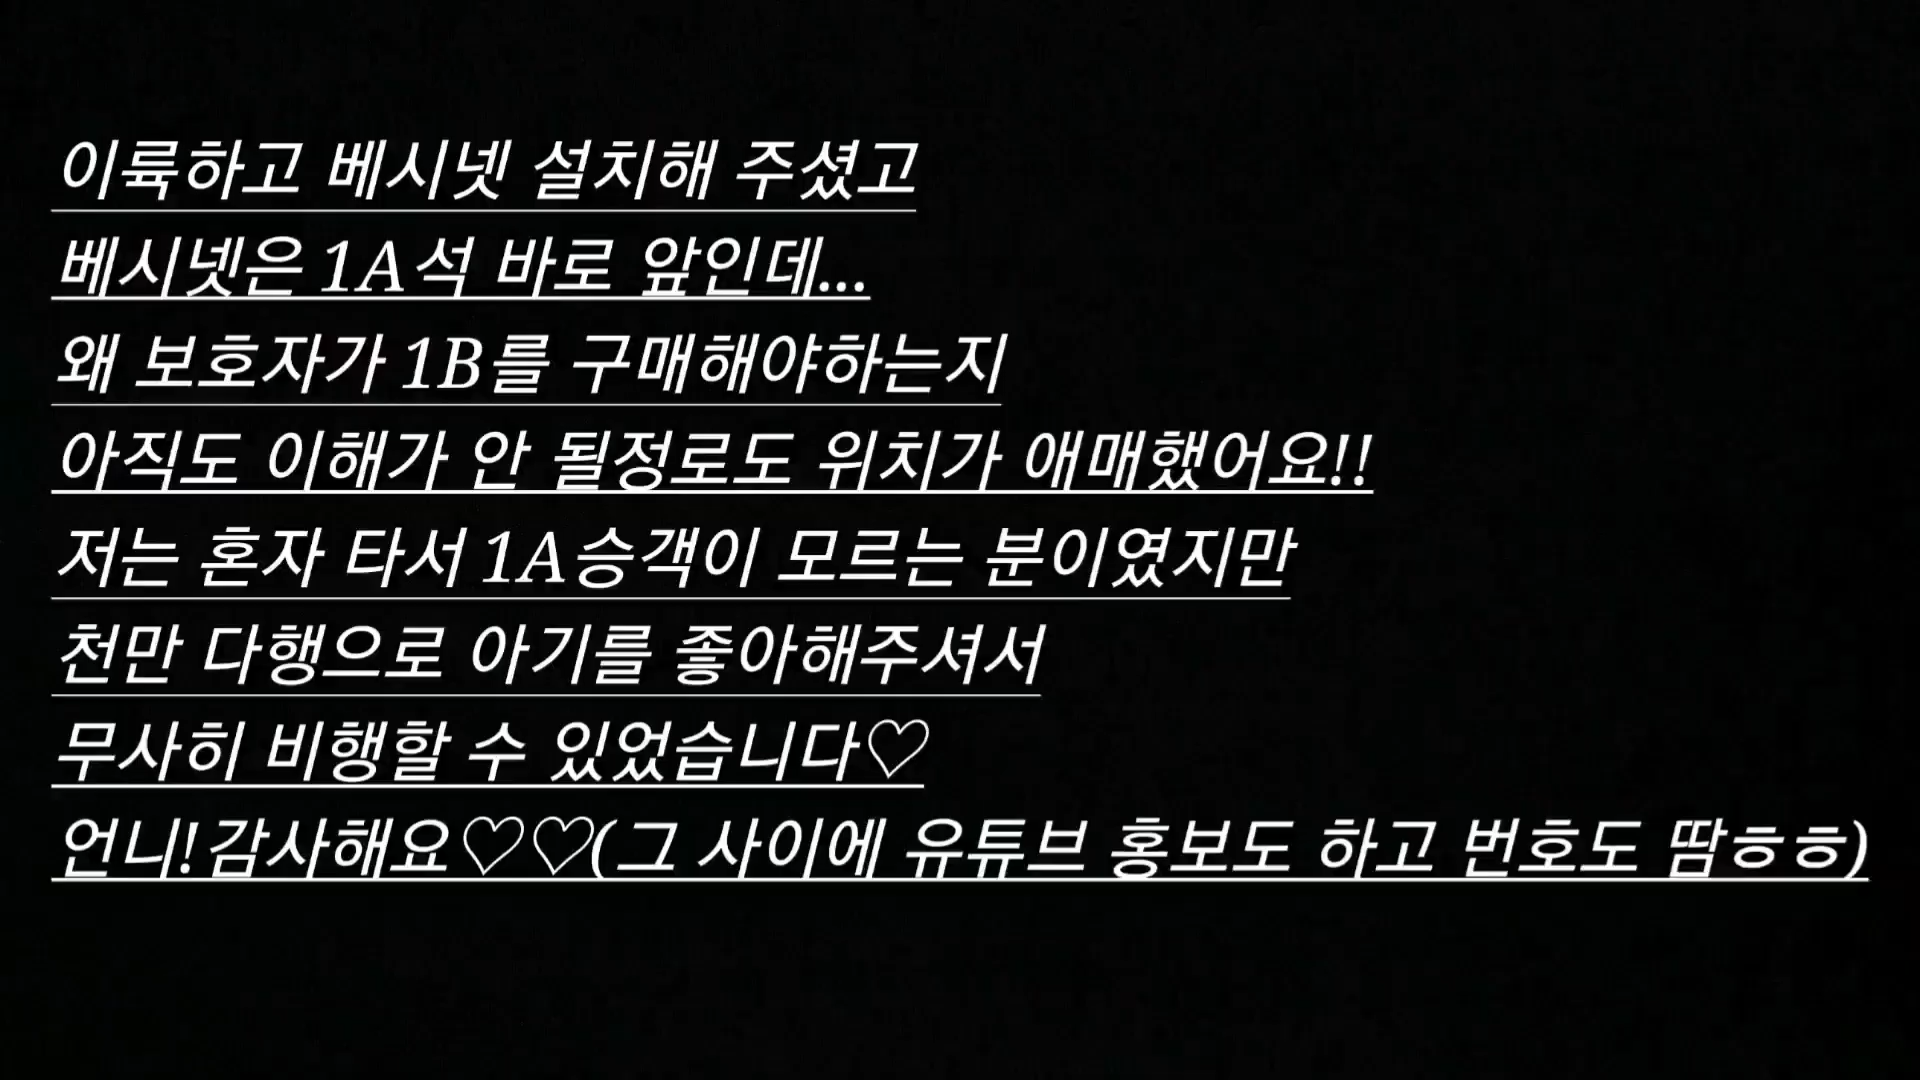 이륙하고 베시넷 설치해 주셨고
베시넷은 1A석 바로 앞인데...
왜 보호자가 1B를 구매해야하는지
아직도 이해가 안 될정로도 위치가 애매했어요!!
저는 혼자 타서 1A승객이 모르는 분이였지만
천만 다행으로 아기를 좋아해주셔서
무사히 비행할 수 있었습니다♡
언니!감사해요♡♡(그 사이에 유튜브 홍보도 하고 번호도 땀ㅎㅎ)